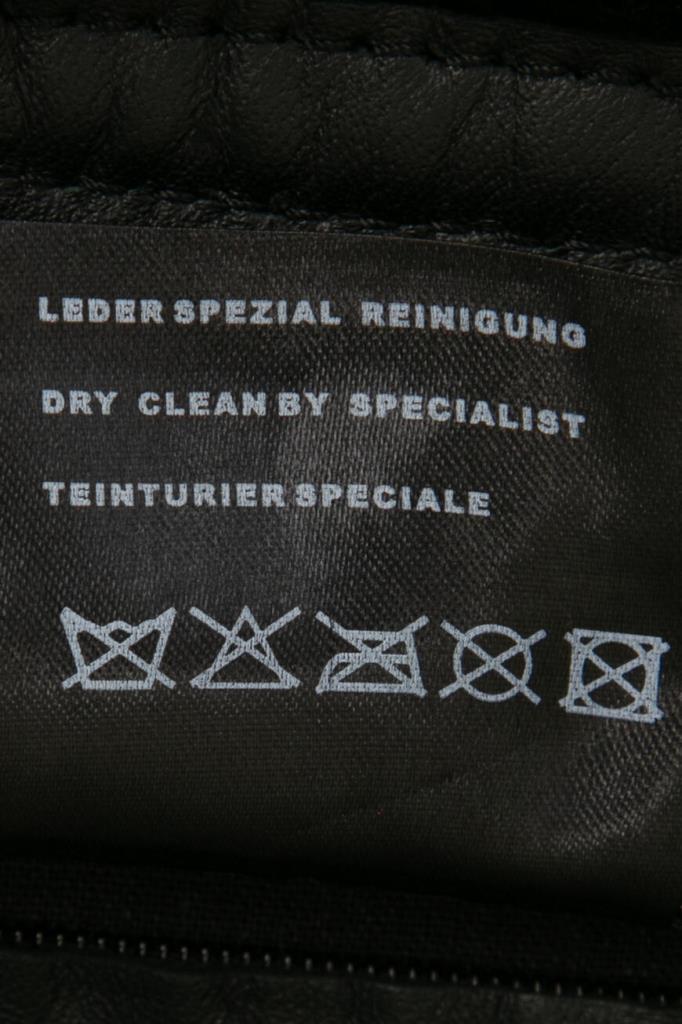 LEDER SPEZIAL REINIGUNG
DRY CLEAN BY SPECIALIST
TEINTURIER SPECIALE